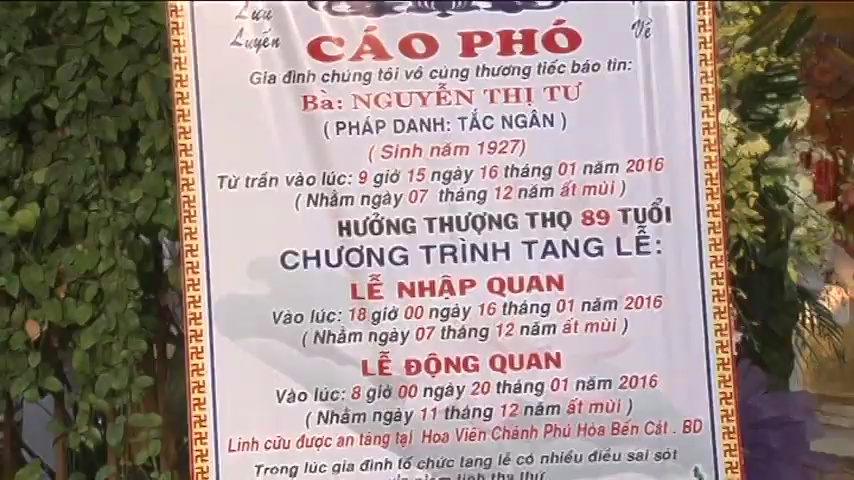 Lưu
Luyến
Về
CÁO PHÓ
Gia đình chúng tôi vô cùng thương tiếc báo tin:
Bà: NGUYỄN THỊ TƯ
( PHÁP DANH: TẮC NGÂN )
( Sinh năm 1927)
Từ trần vào lúc: 9 giờ 15 ngày 16 tháng 01 năm 2016
( Nhằm ngày 07 tháng 12 năm ất mùi )
HƯỞNG THƯỢNG THỌ 89 TUỔI
CHƯƠNG TRÌNH TANG LỄ:
LỄ NHẬP QUAN
Vào lúc: 18 giờ 00 ngày 16 tháng 01 năm 2016
( Nhằm ngày 07 tháng 12 năm ất mùi )
LỄ ĐỘNG QUAN
Vào lúc: 8 giờ 00 ngày 20 tháng 01 năm 2016
( Nhằm ngày 11 tháng 12 năm ất mùi )
Linh cửu được an táng tại Hoa Viên Chánh Phú Hòa Bến Cát . BD
Trong lúc gia đình tổ chức tang lễ có nhiều điều sai sót